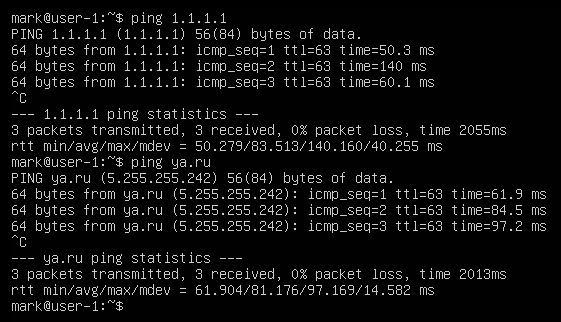 mark@user-1:~$ ping 1.1.1.1
PING 1.1.1.1 (1.1.1.1) 56(84) bytes of data.
64 bytes from 1.1.1.1: icmp_seq=1 ttl=63 time=50.3 ms
64 bytes from 1.1.1.1: icmp_seq=2 ttl=63 time=140 ms
64 bytes from 1.1.1.1: icmp_seq=3 ttl=63 time=60.1 ms
^C
--- 1.1.1.1 ping statistics ---
3 packets transmitted, 3 received, 0% packet loss, time 2055ms
rtt min/avg/max/mdev = 50.279/83.513/140.160/40.255 ms
mark@user-1:~$ ping ya.ru
PING ya.ru (5.255.255.242) 56(84) bytes of data.
64 bytes from ya.ru (5.255.255.242): icmp_seq=1 ttl=63 time=61.9 ms
64 bytes from ya.ru (5.255.255.242): icmp_seq=2 ttl=63 time=84.5 ms
64 bytes from ya.ru (5.255.255.242): icmp_seq=3 ttl=63 time=97.2 ms
^C
--- ya.ru ping statistics ---
3 packets transmitted, 3 received, 0% packet loss, time 2013ms
rtt min/avg/max/mdev = 61.904/81.176/97.169/14.582 ms
mark@user-1:~$